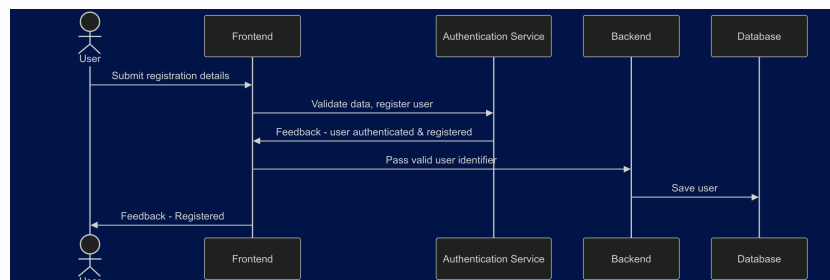 Frontend
Authentication Service
Backend
Database
User
Submit registration details
Validate data, register user
Feedback - user authenticated & registered
Pass valid user identifier
Save user
Feedback - Registered
Frontend
Authentication Service
Backend
Database
User